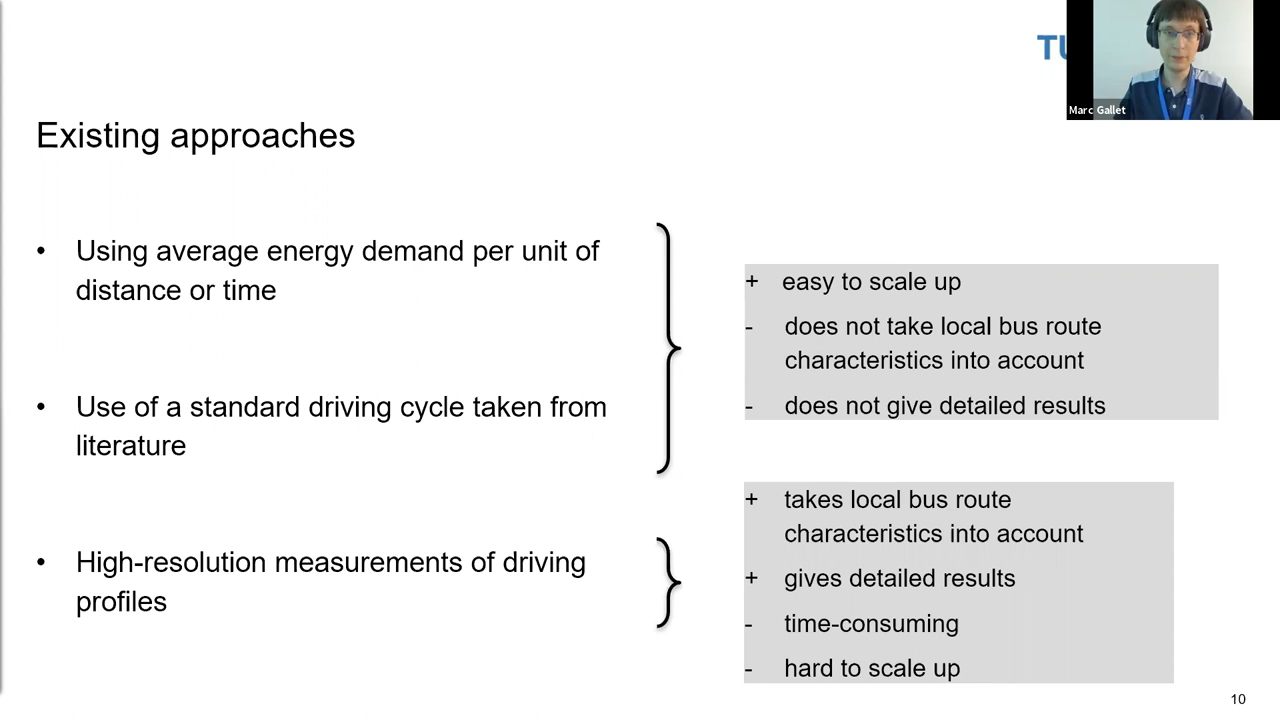 TU
Marc Gallet
Existing approaches
• Using average energy demand per unit of
distance or time
• Use of a standard driving cycle taken from
literature
• High-resolution measurements of driving
profiles
+ easy to scale up
- does not take local bus route
characteristics into account
- does not give detailed results
+ takes local bus route
characteristics into account
+ gives detailed results
- time-consuming
- hard to scale up
10